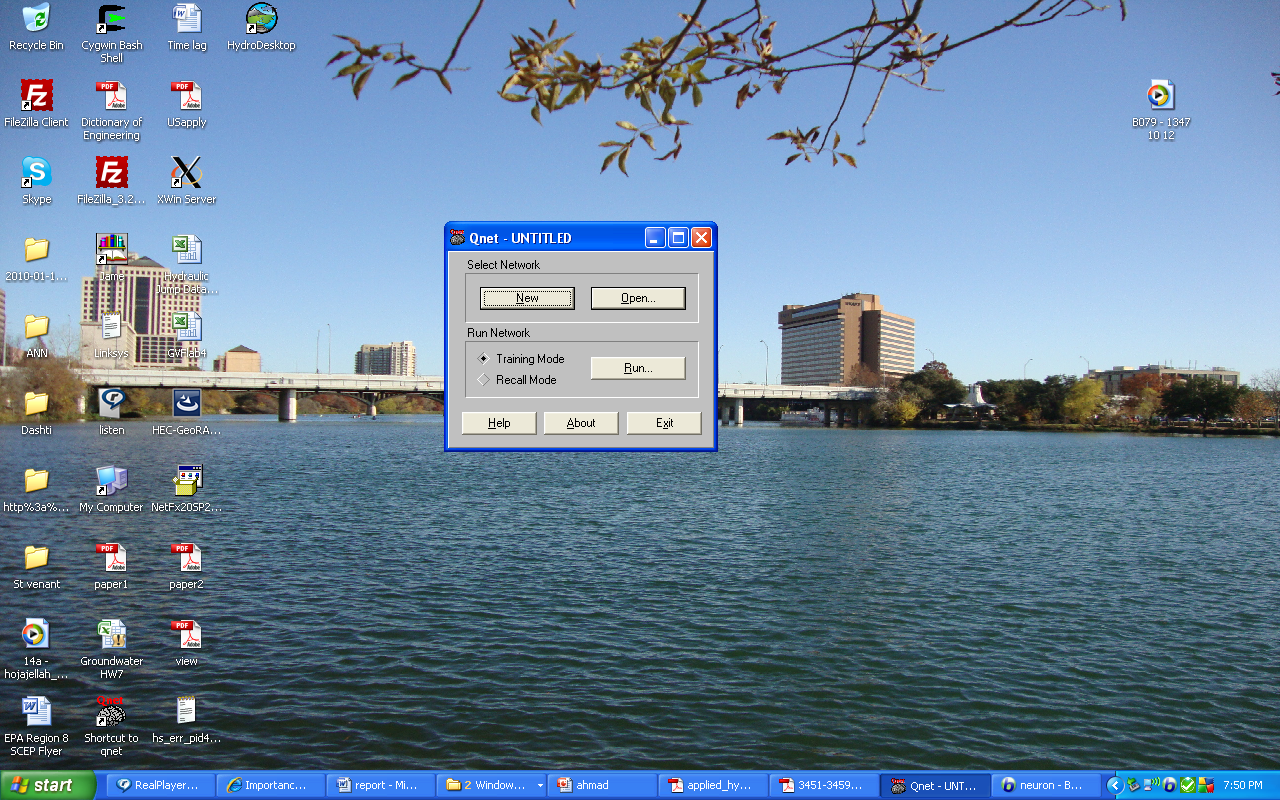 Recycle Bin
Cygwin Bash
Shell
Time lag
HydroDesktop
FileZilla Client
Dictionary of
Engineering
USapply
B079 - 1347
10 12
Skype
FileZilla_3.2...
XWin Server
2010-01-1...
Jame
Hydraulic
Jump Data...
ANN
Linksys
GVFlab4
Dashti
listen
HEC-GeoRA...
http%3a%...
My Computer
NetFx20SP2...
St venant
paper1
paper2
14a -
hojajellah_...
Groundwater
HW7
view
EPA Region 8
SCEP Flyer
Shortcut to
qnet
hs_err_pid4...
Qnet - UNTITLED
Select Network
New
Open...
Run Network
Training Mode
Recall Mode
Run...
Help
About
Exit
start
RealPlayer...
Importanc...
report - Mi...
2 Window...
ahmad
applied_hy...
3451-3459...
Qnet - UNT...
neuron - B...
7:50 PM